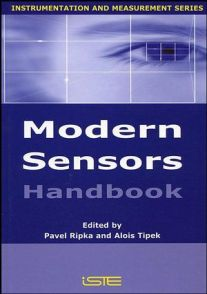 INSTRUMENTATION AND MEASUREMENT SERIES
Modern
Sensors
Handbook
Edited by
Pavel Ripka and Alois Tipek
iSTE